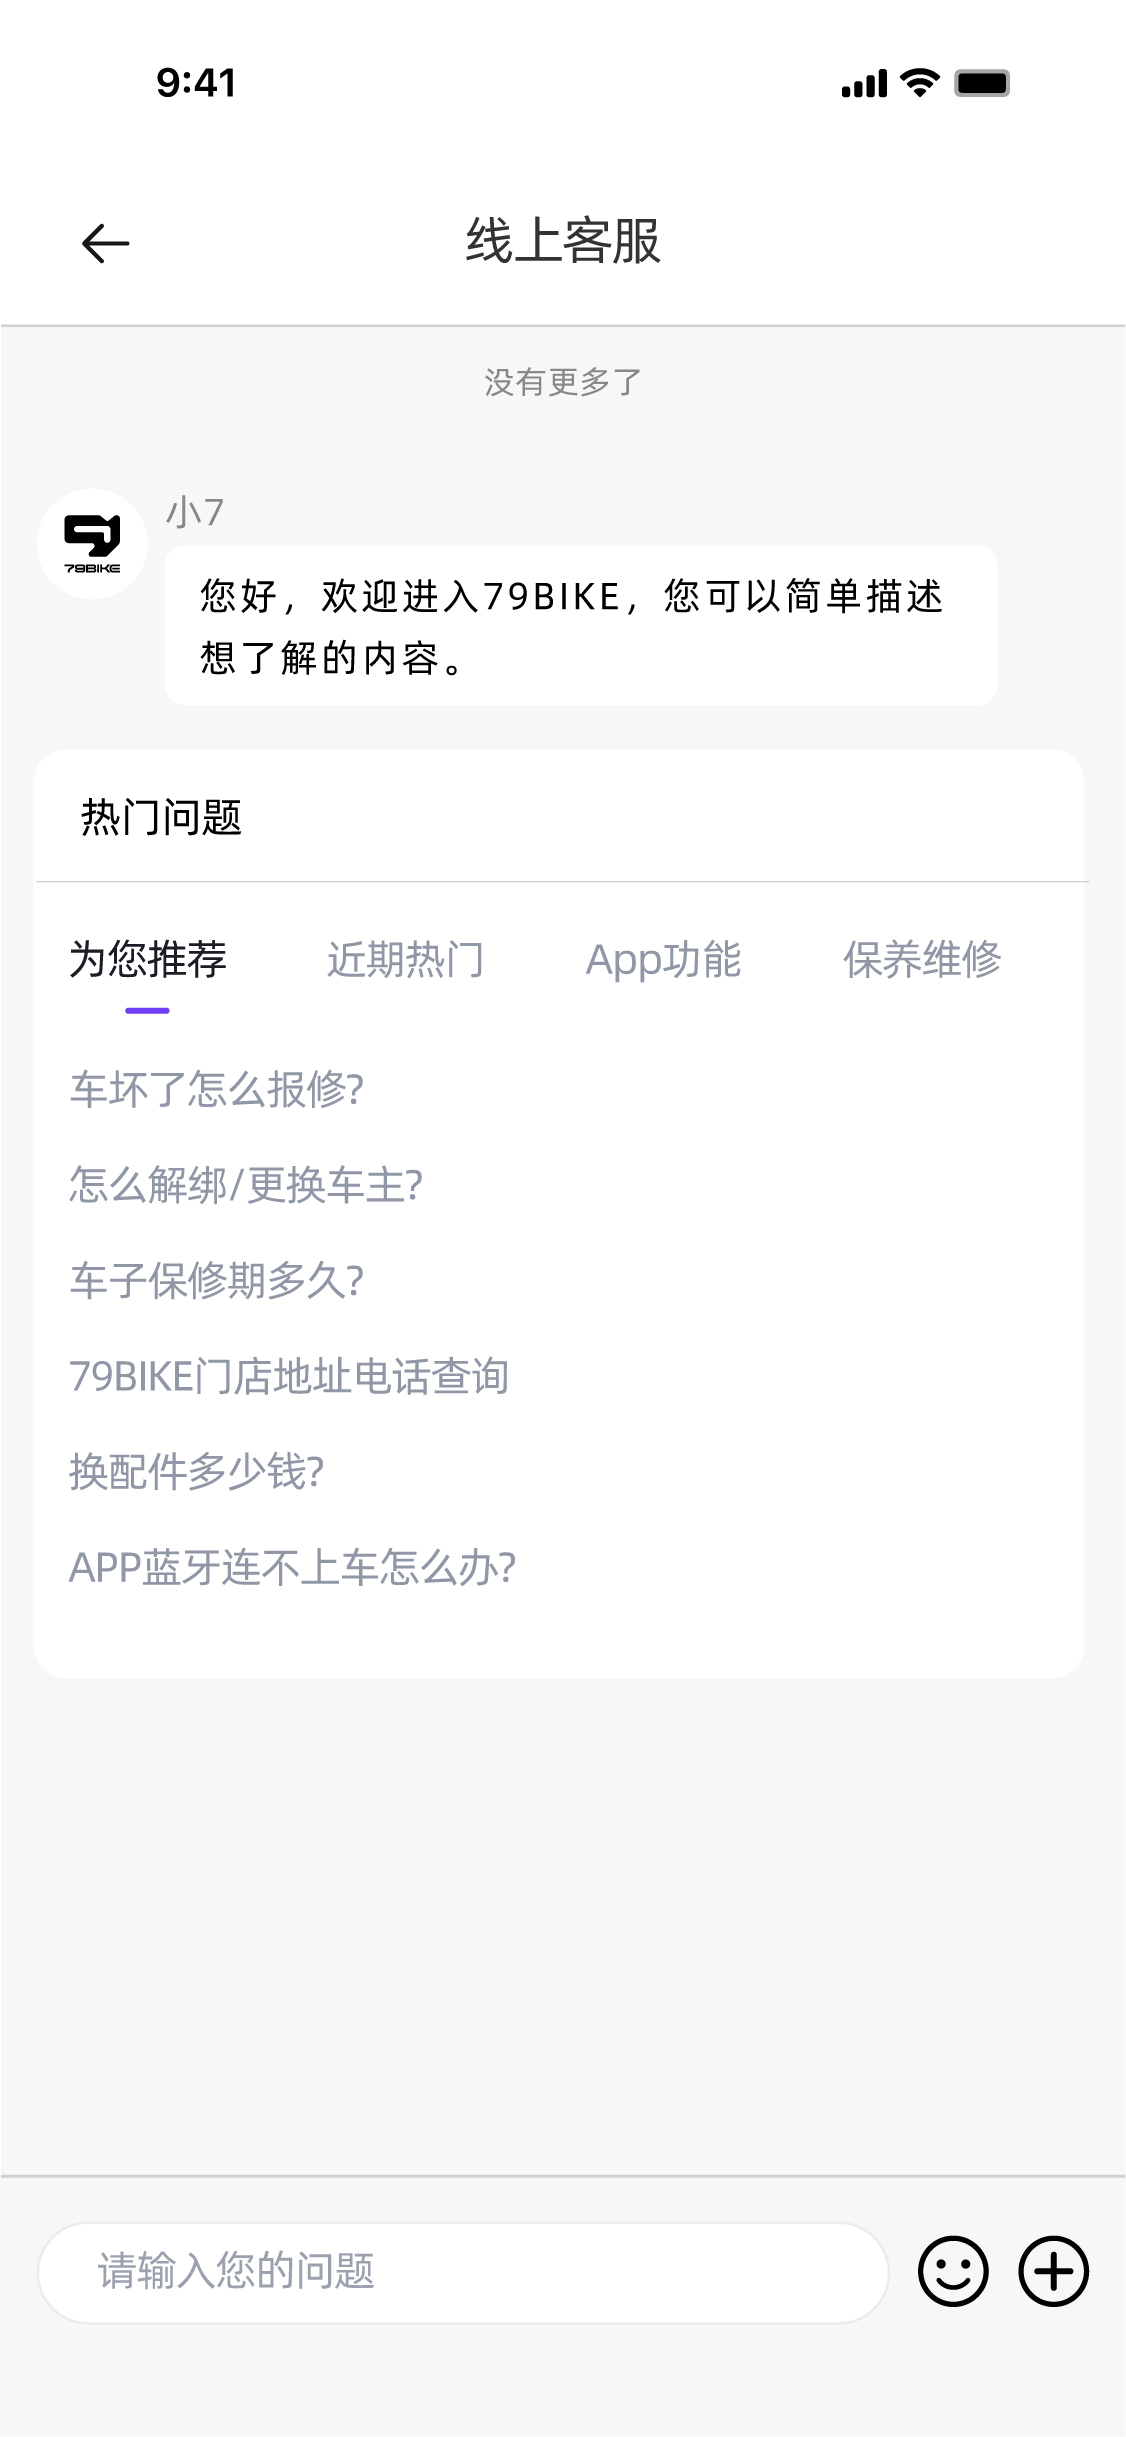 9:41
线上客服
没有更多了
小7
79BIKE
您好，欢迎进入79BIKE，您可以简单描述
想了解的内容。
热门问题
为您推荐 近期热门 App功能 保养维修
车坏了怎么报修?
怎么解绑/更换车主?
车子保修期多久?
79BIKE门店地址电话查询
换配件多少钱?
APP蓝牙连不上车怎么办?
请输入您的问题